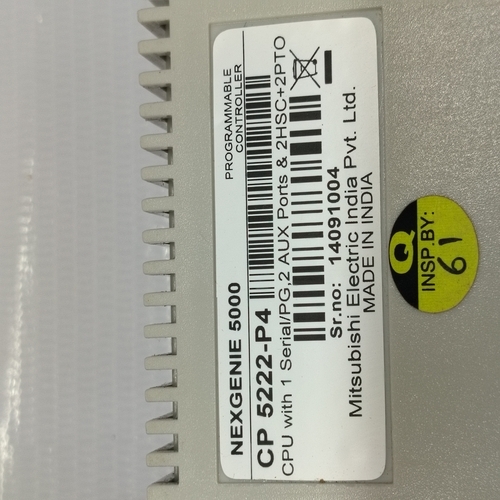 NEXGENIE 5000
PROGRAMMABLE
CONTROLLER
CP 5222-P4
CPU with 1 Serial/PG,2 AUX Ports & 2HSC+2PTO
Sr.no: 14091004
Mitsubishi Electric India Pvt. Ltd.
MADE IN INDIA
Q
INSP.BY:
61